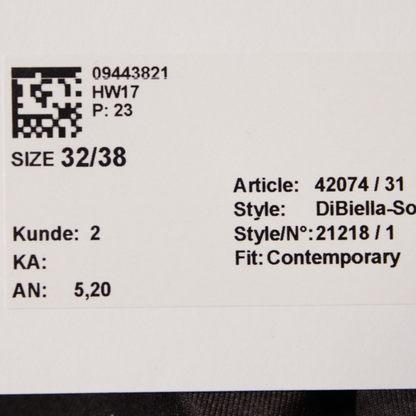 09443821
HW17
P: 23
SIZE 32/38
Article: 42074 / 31
Style: DiBiella-So
Kunde: 2
Style/N°: 21218 / 1
KA:
Fit: Contemporary
AN: 5,20